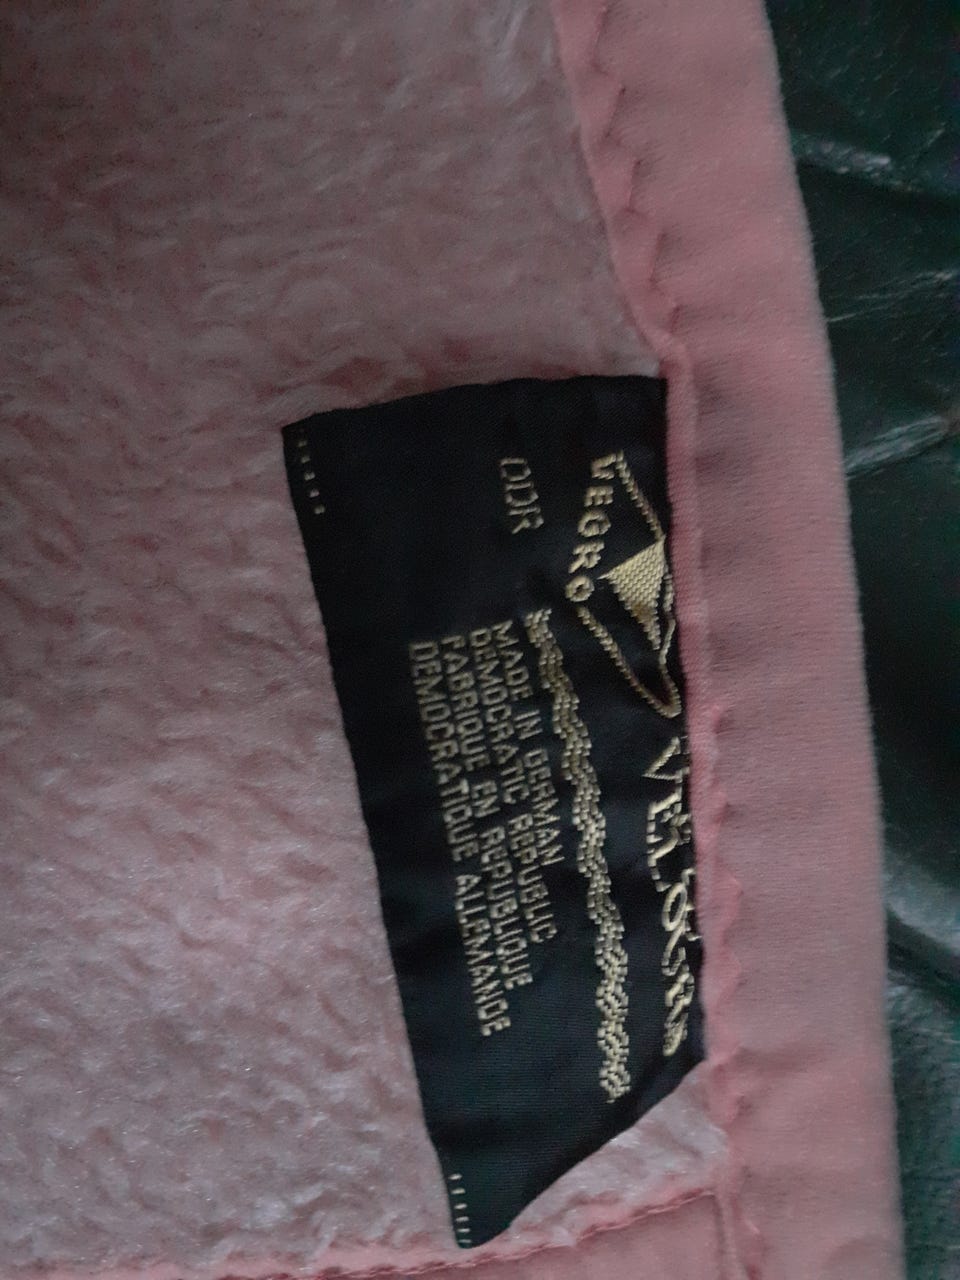 VEGRO
DDR
MADE IN GERMAN
DEMOCRATIC REPUBLIC
FABRIQUE EN REPUBLIQUE
DEMOCRATIQUE ALLEMANDE